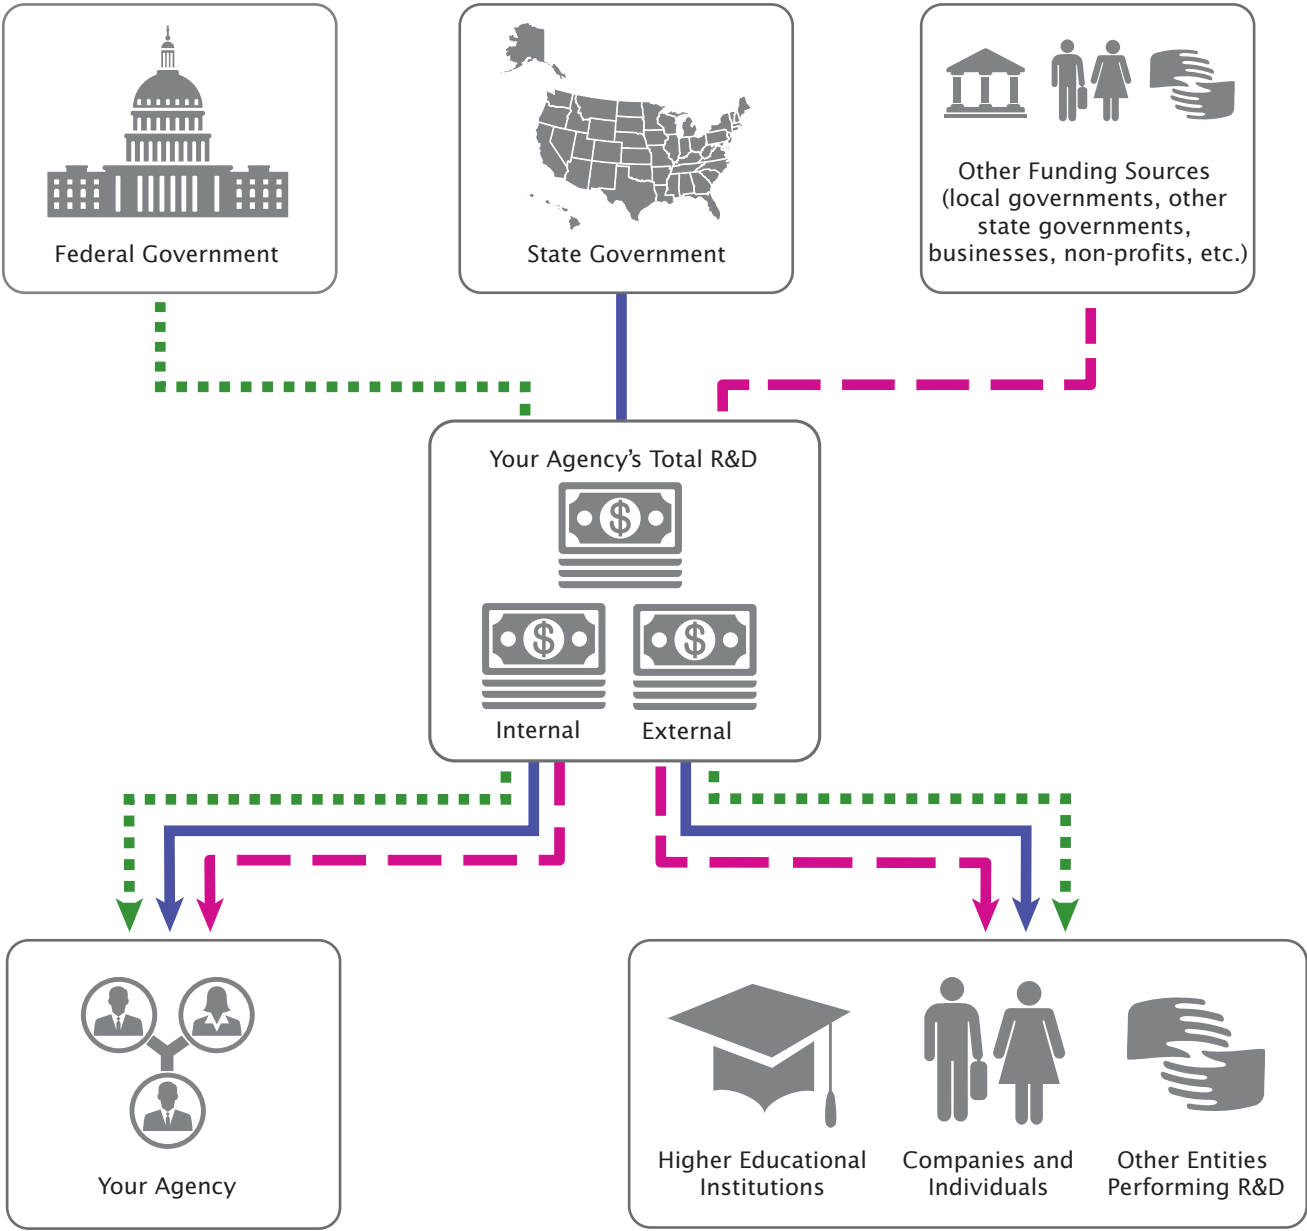 Federal Government
State Government
Other Funding Sources
(local governments, other
state governments,
businesses, non-profits, etc.)
Your Agency’s Total R&D
$
$
$
Internal
External
Your Agency
Higher Educational
Institutions
Companies and
Individuals
Other Entities
Performing R&D